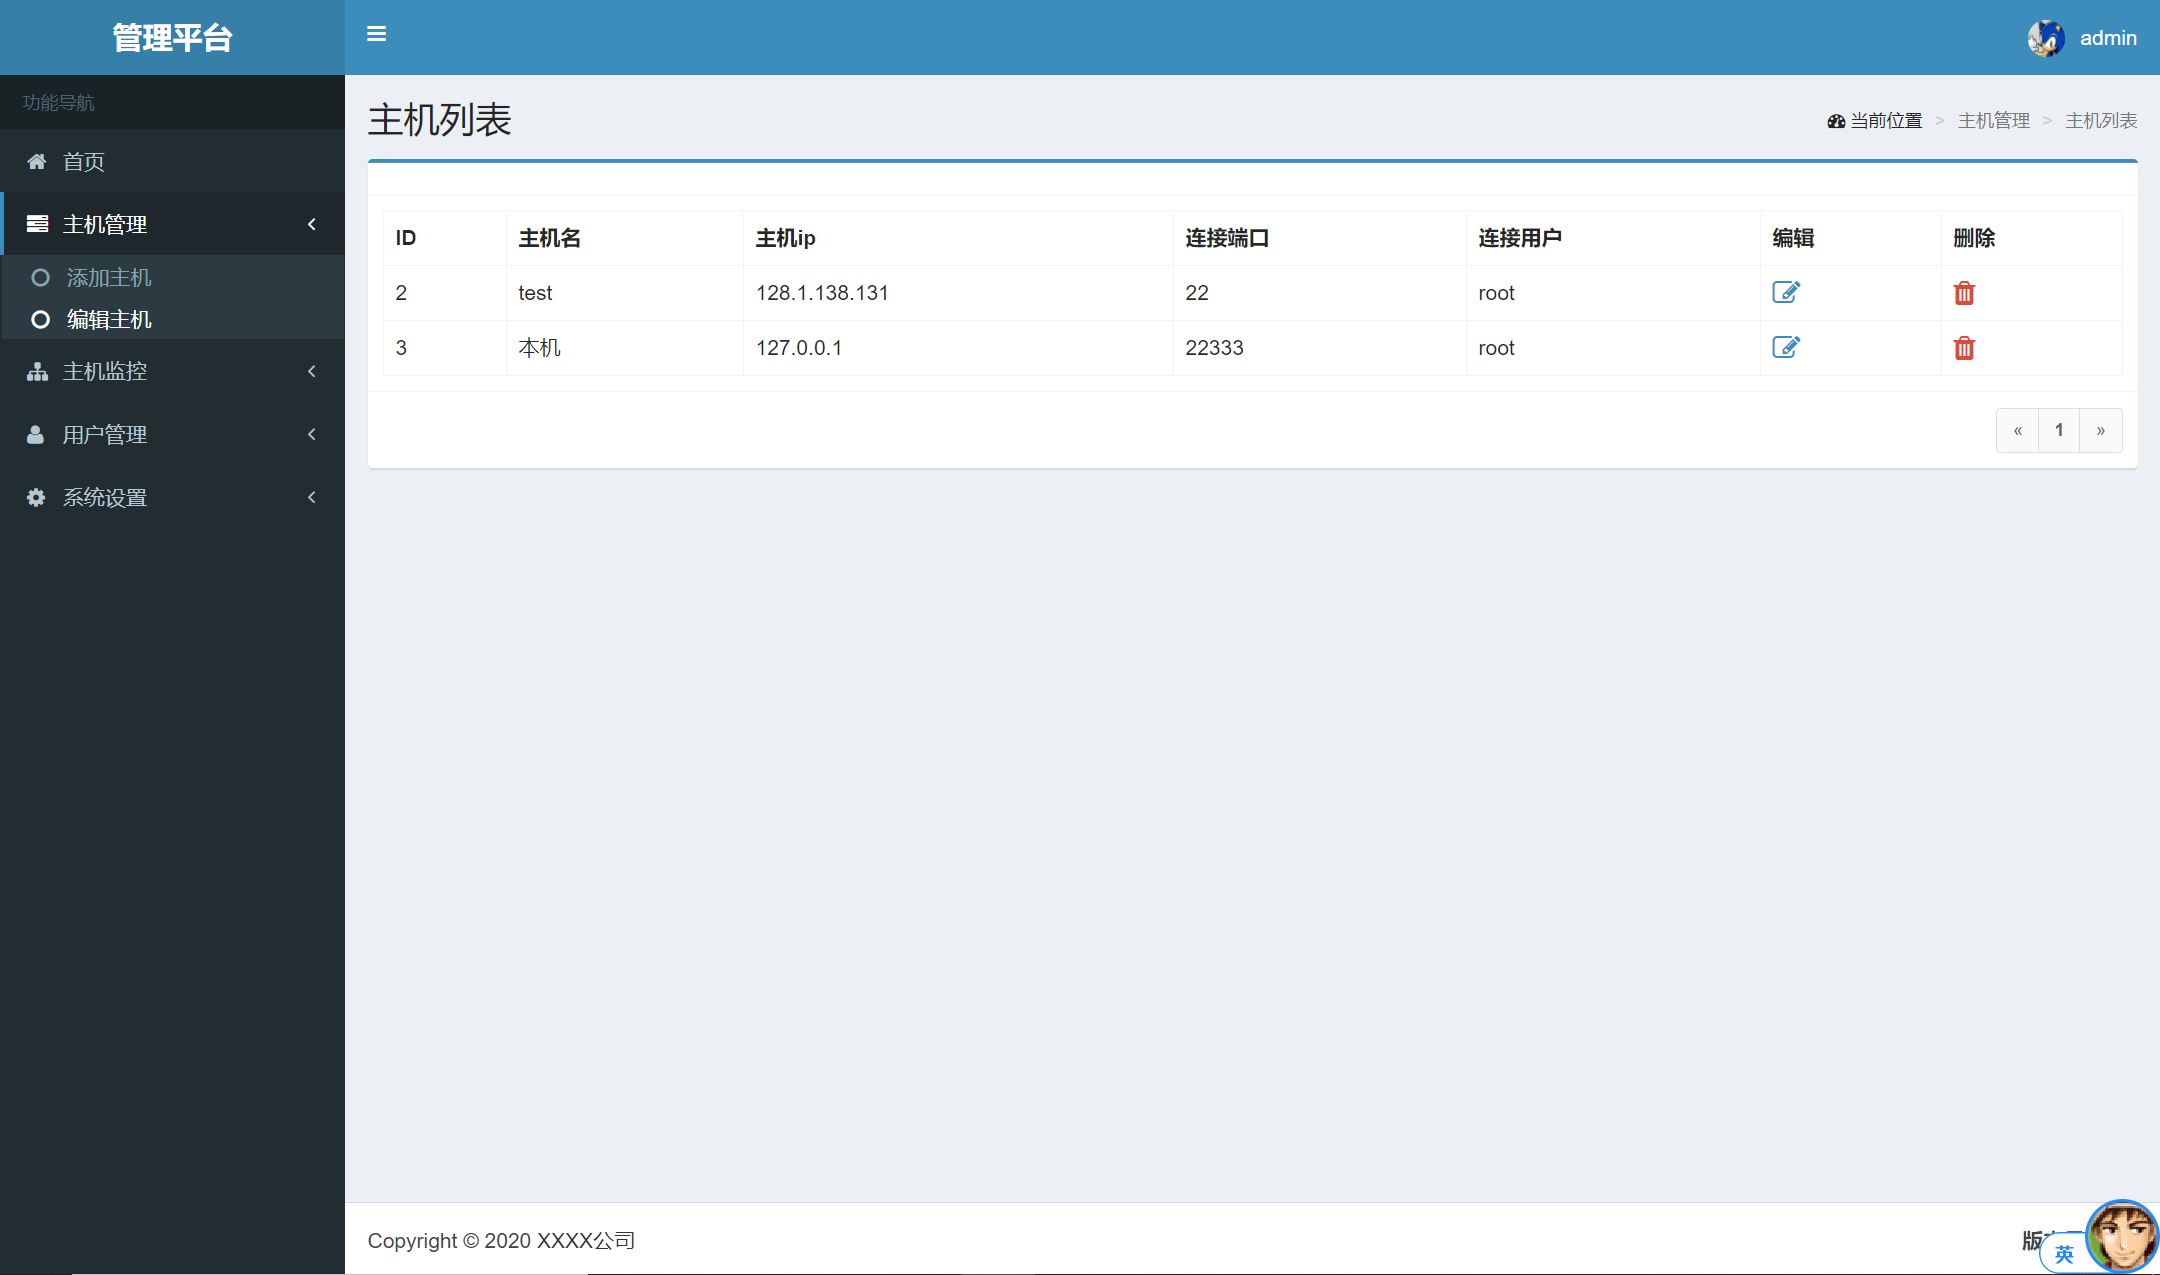 管理平台
admin
功能导航
首页
主机管理
添加主机
编辑主机
主机监控
用户管理
系统设置
主机列表
当前位置 > 主机管理 > 主机列表
ID 主机名 主机ip 连接端口 连接用户 编辑 删除
2 test 128.1.138.131 22 root
3 本机 127.0.0.1 22333 root
« 1 »
Copyright © 2020 XXXX公司
版
英